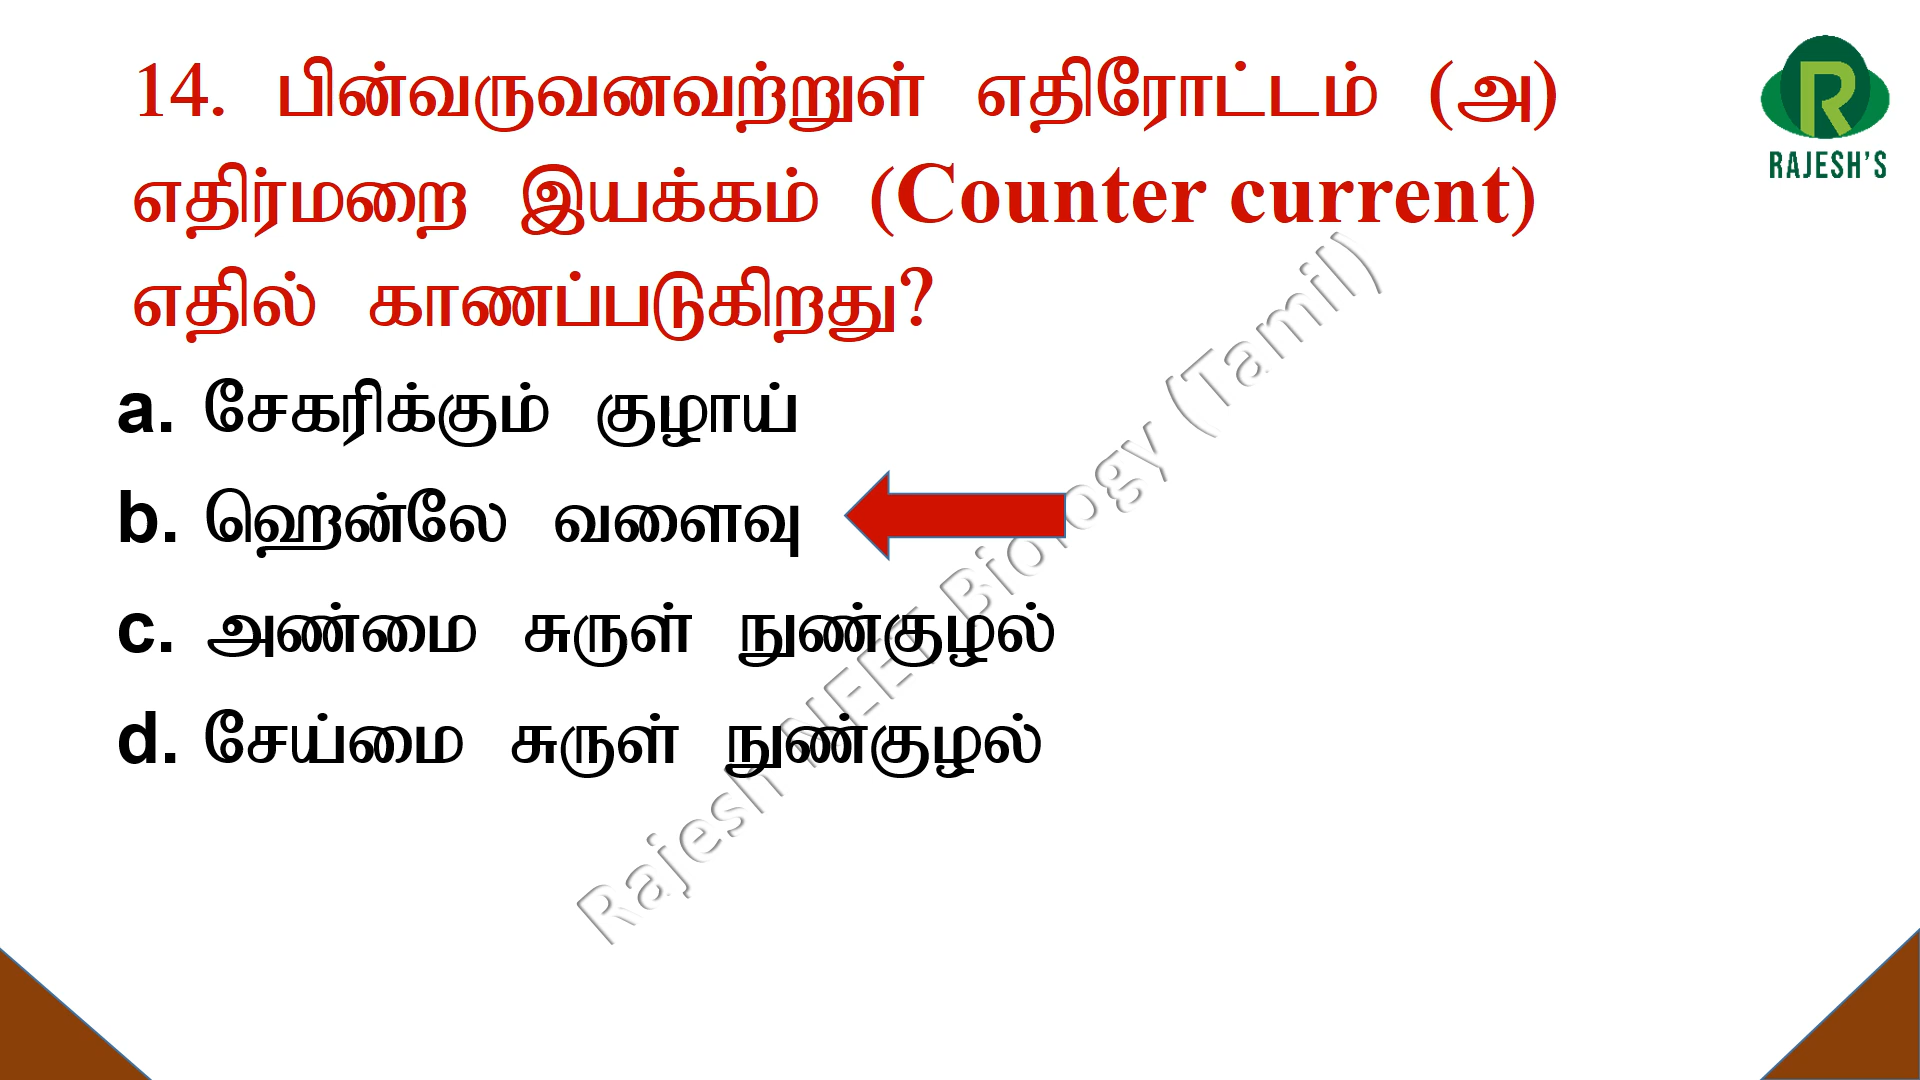 14. பின்வருவனவற்றுள் எதிரோட்டம் (அ)
எதிர்மறை இயக்கம் (Counter current)
எதில் காணப்படுகிறது?
a. சேகரிக்கும் குழாய்
b. ஹென்லே வளைவு
c. அண்மை சுருள் நுண்குழல்
d. சேய்மை சுருள் நுண்குழல்
Rajesh NEET Biology (Tamil)
R
RAJESH'S